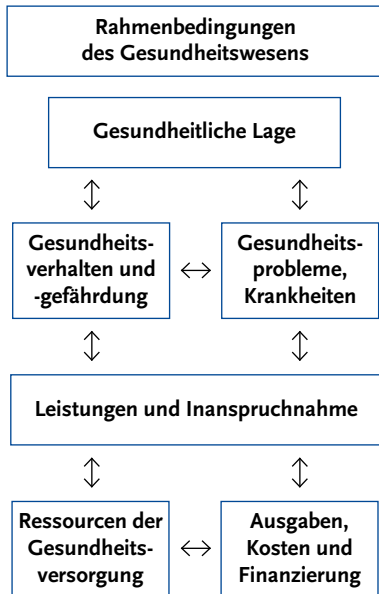 Rahmenbedingungen
des Gesundheitswesens
Gesundheitliche Lage
Gesundheits-
verhalten und
-gefährdung
Gesundheits-
probleme,
Krankheiten
Leistungen und Inanspruchnahme
Ressourcen der
Gesundheits-
versorgung
Ausgaben,
Kosten und
Finanzierung